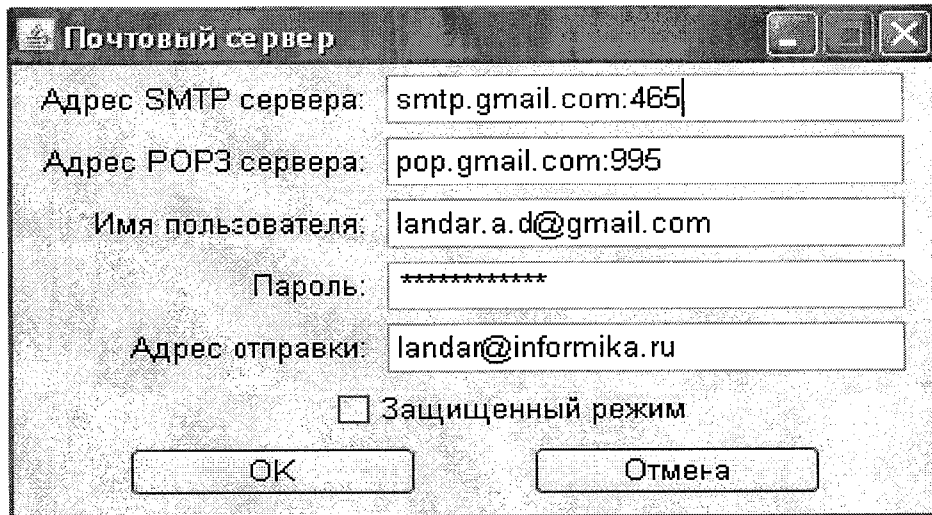 Почтовый сервер
Адрес SMTP сервера: smtp.gmail.com:465
Адрес POP3 сервера: pop.gmail.com:995
Имя пользователя: landar.a.d@gmail.com
Пароль: ************
Адрес отправки: landar@informika.ru
Защищенный режим
OK Отмена